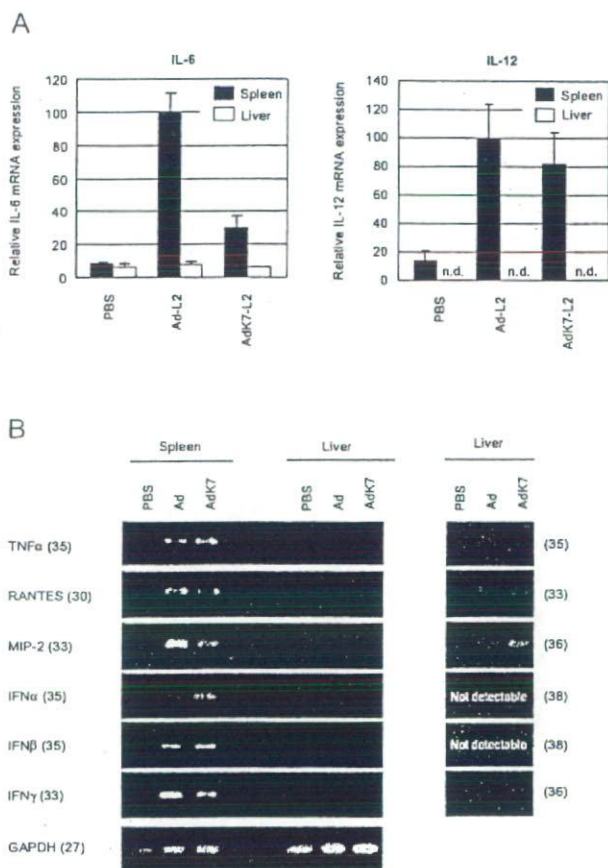 A
IL-6
Relative IL-6 mRNA expression
120
100
80
60
40
20
0
Spleen
Liver
PBS
Ad-L2
AdK7-L2
IL-12
Relative IL-12 mRNA expression
140
120
100
80
60
40
20
0
Spleen
Liver
n.d.
n.d.
n.d.
PBS
Ad-L2
AdK7-L2
B
Spleen
Liver
Liver
PBS
Ad
AdK7
PBS
Ad
AdK7
PBS
Ad
AdK7
TNFα (35)
(35)
RANTES (30)
(33)
MIP-2 (33)
(36)
IFNα (35)
Not detectable
(38)
IFNβ (35)
Not detectable
(38)
IFNγ (33)
(36)
GAPDH (27)